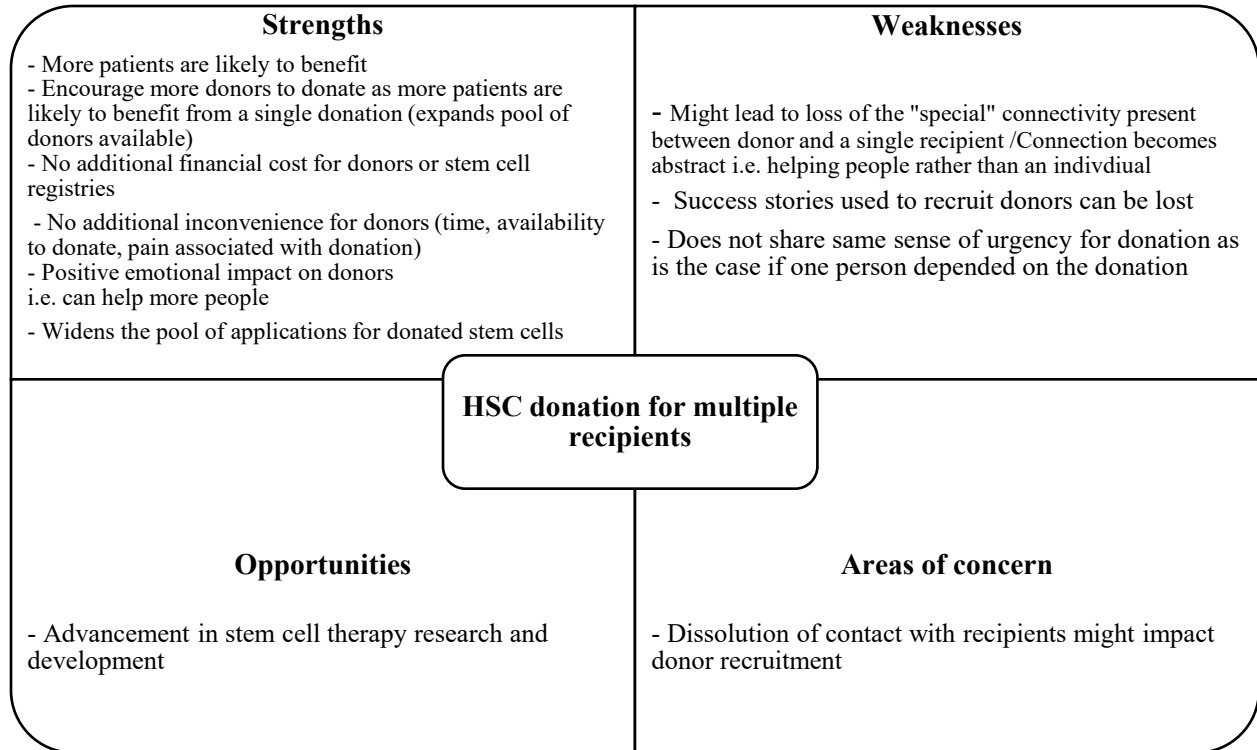 Strengths
- More patients are likely to benefit
- Encourage more donors to donate as more patients are
likely to benefit from a single donation (expands pool of
donors available)
- No additional financial cost for donors or stem cell
registries
- No additional inconvenience for donors (time, availability
to donate, pain associated with donation)
- Positive emotional impact on donors
i.e. can help more people
- Widens the pool of applications for donated stem cells
Weaknesses
- Might lead to loss of the "special" connectivity present
between donor and a single recipient /Connection becomes
abstract i.e. helping people rather than an indivdiual
- Success stories used to recruit donors can be lost
- Does not share same sense of urgency for donation as
is the case if one person depended on the donation
HSC donation for multiple
recipients
Opportunities
- Advancement in stem cell therapy research and
development
Areas of concern
- Dissolution of contact with recipients might impact
donor recruitment